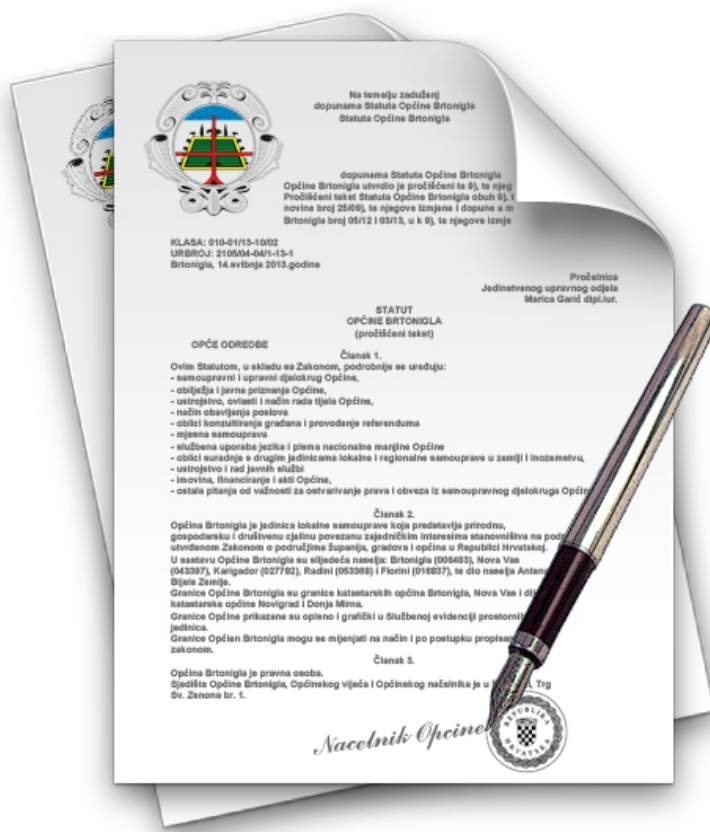 Na temelju zaduženj
dopunama Statuta Općine Brtonigla
Statuta Općine Brtonigla
dopunama Statuta Općine Brtonigla
Općine Brtonigla utvrdio je pročišćeni te 9), te njeg
Pročišćeni tekst Statuta Općine Brtonigla obuh 9), t
novine broj 25/09), te njegove izmjene i dopune a m
Brtonigla broj 05/12 i 03/13, u k 9), te njegove izmje
KLASA: 010-01/13-10/02
URBROJ: 2105/04-04/1-13-1
Brtonigla, 14.svibnja 2013.godine
Pročelnica
Jedinstvenog upravnog odjela
Marica Garić dipl.iur.
STATUT
OPĆINE BRTONIGLA
(pročišćeni tekst)
OPĆE ODREDBE
Članak 1.
Ovim Statutom, u skladu sa Zakonom, podrobnije se uređuju:
- samoupravni i upravni djelokrug Općine,
- obilježja i javna priznanja Općine,
- ustrojstvo, ovlasti i način rada tijela Općine,
- način obavljanja poslova
- oblici konzultiranja građana i provođenje referenduma
- mjesna samouprava
- službena uporaba jezika i pisma nacionalne manjine Općine
- oblici suradnje s drugim jedinicama lokalne i regionalne samouprave u zemlji i inozemstvu,
- ustrojstvo i rad javnih službi
- imovina, financiranje i akti Općine,
- ostala pitanja od važnosti za ostvarivanje prava i obveza iz samoupravnog djelokruga Općin
Članak 2.
Općina Brtonigla je jedinica lokalne samouprave koja predstavlja prirodnu,
gospodarsku i društvenu cjelinu povezanu zajedničkim interesima stanovništva na podr
utvrđenom Zakonom o područjima županija, gradova i općina u Republici Hrvatskoj.
U sastavu Općine Brtonigla su slijedeća naselja: Brtonigla (006483), Nova Vas
(043397), Karigador (027782), Radini (053368) i Fiorini (016837), te dio naselja Anteno
Bijele Zemlje.
Granice Općine Brtonigla su granice katastarskih općina Brtonigla, Nova Vas i di
katastarske općine Novigrad i Donja Mirna.
Granice Općine prikazane su opisno i grafički u Službenoj evidenciji prostornih
jedinica.
Granice Općien Brtonigla mogu se mijenjati na način i po postupku propisan
zakonom.
Članak 3.
Općina Brtonigla je pravna osoba.
Sjedište Općine Brtonigla, Općinskog vijeća i Općinskog načelnika je u Trg
Sv. Zenona br. 1.
Nacelnik Opcine
REPUBLIKA
HRVATSKA